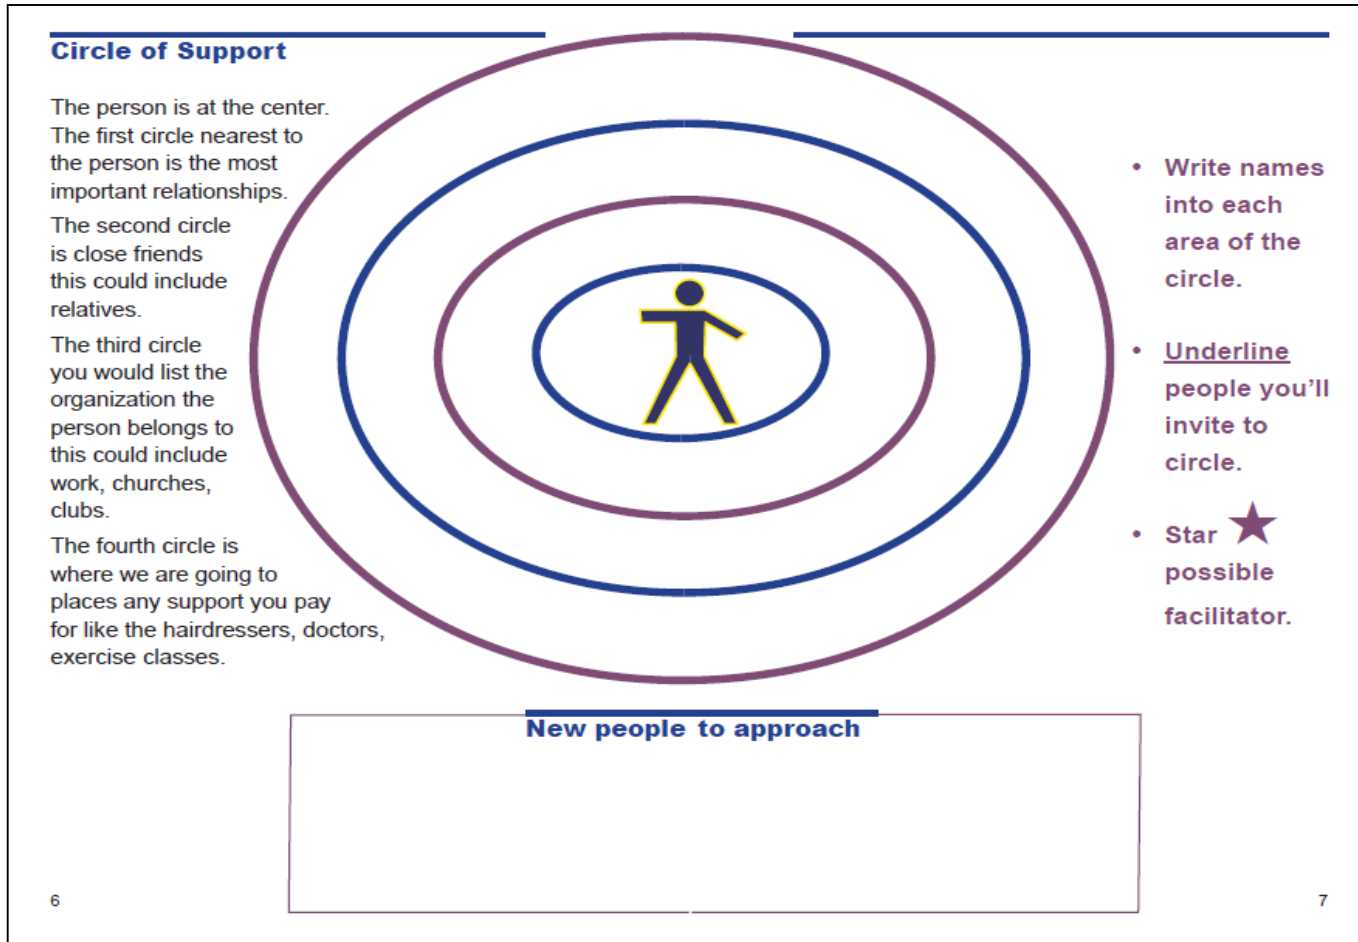 Circle of Support
The person is at the center.
The first circle nearest to
the person is the most
important relationships.
The second circle
is close friends
this could include
relatives.
The third circle
you would list the
organization the
person belongs to
this could include
work, churches,
clubs.
The fourth circle is
where we are going to
places any support you pay
for like the hairdressers, doctors,
exercise classes.
• Write names
into each
area of the
circle.
• Underline
people you’ll
invite to
circle.
• Star ★
possible
facilitator.
New people to approach
6
7